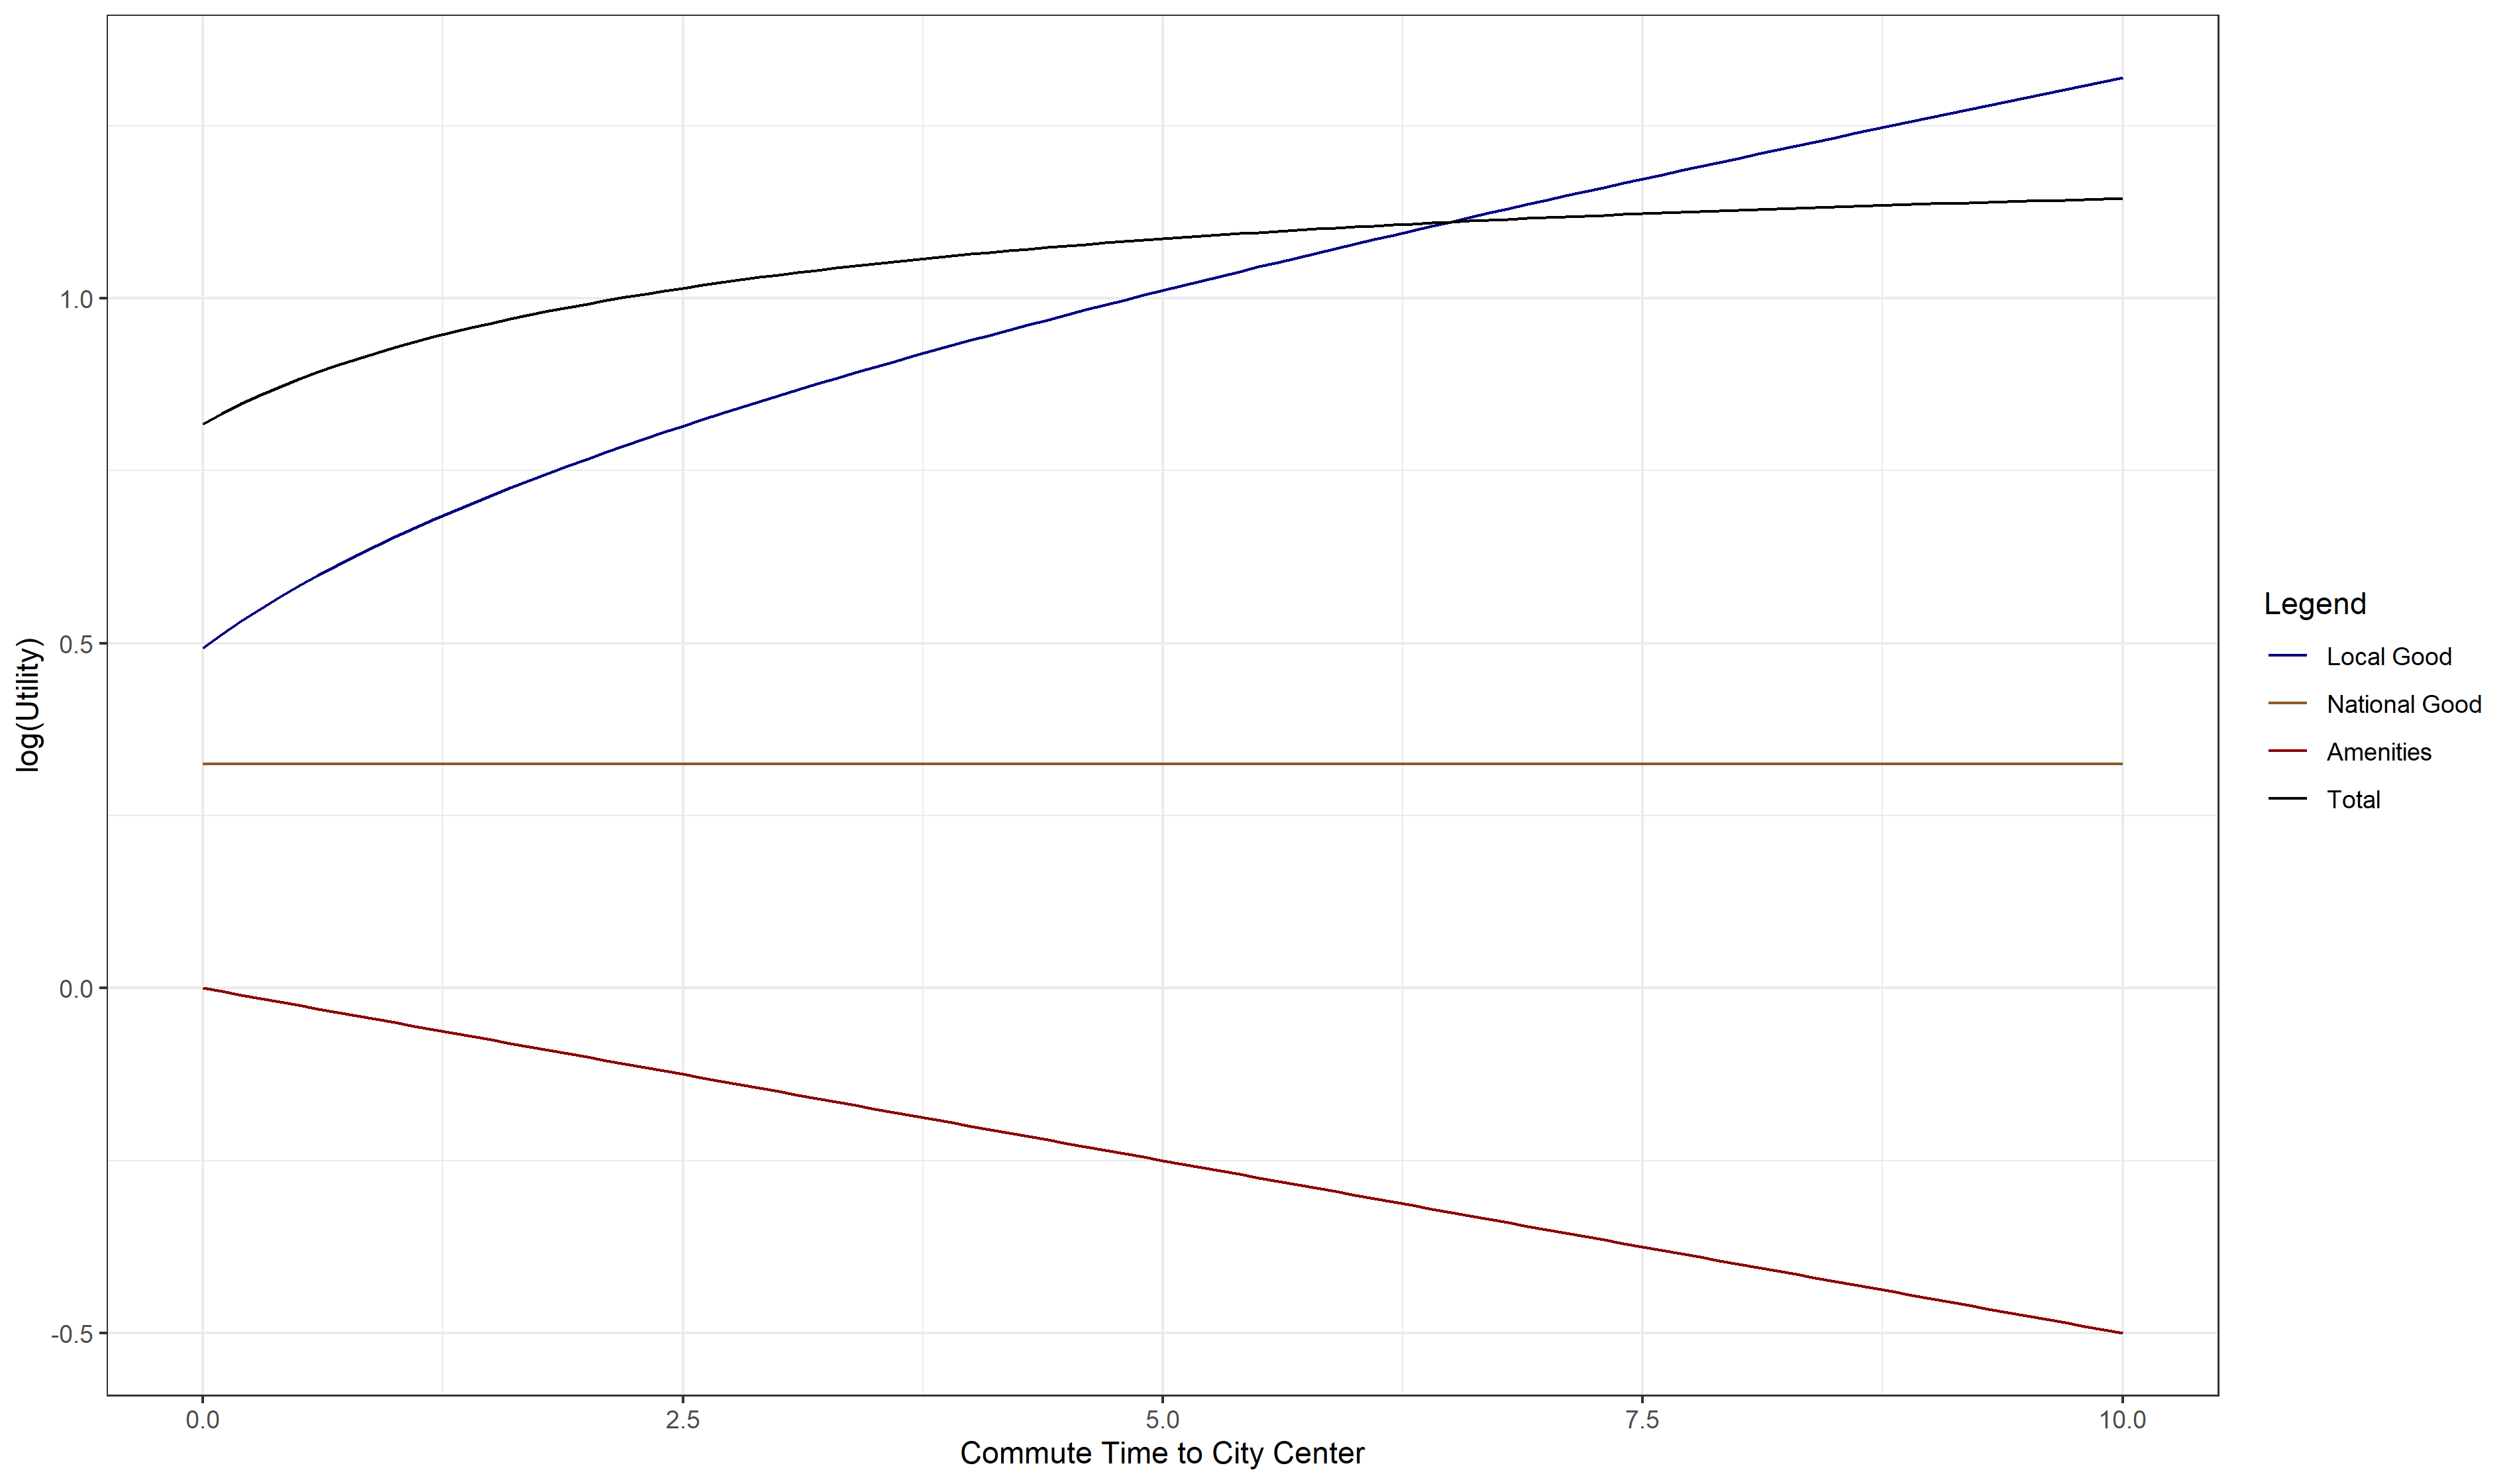 log(Utility)
1.0
0.5
0.0
-0.5
0.0 2.5 5.0 7.5 10.0
Commute Time to City Center
Legend
Local Good
National Good
Amenities
Total